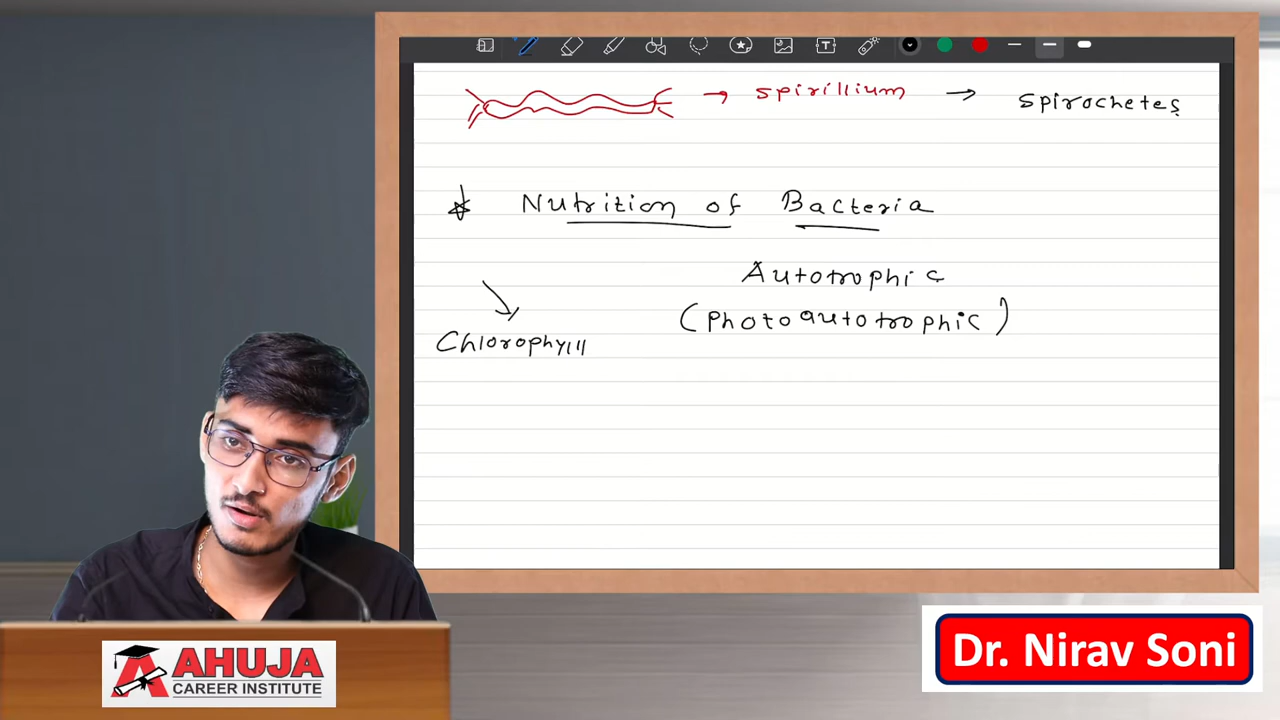 → spirillium → spirochetes
Nutrition of Bacteria
Autotrophic
(Photoautotrophic)
Chlorophyll
AHUJA
CAREER INSTITUTE
Dr. Nirav Soni